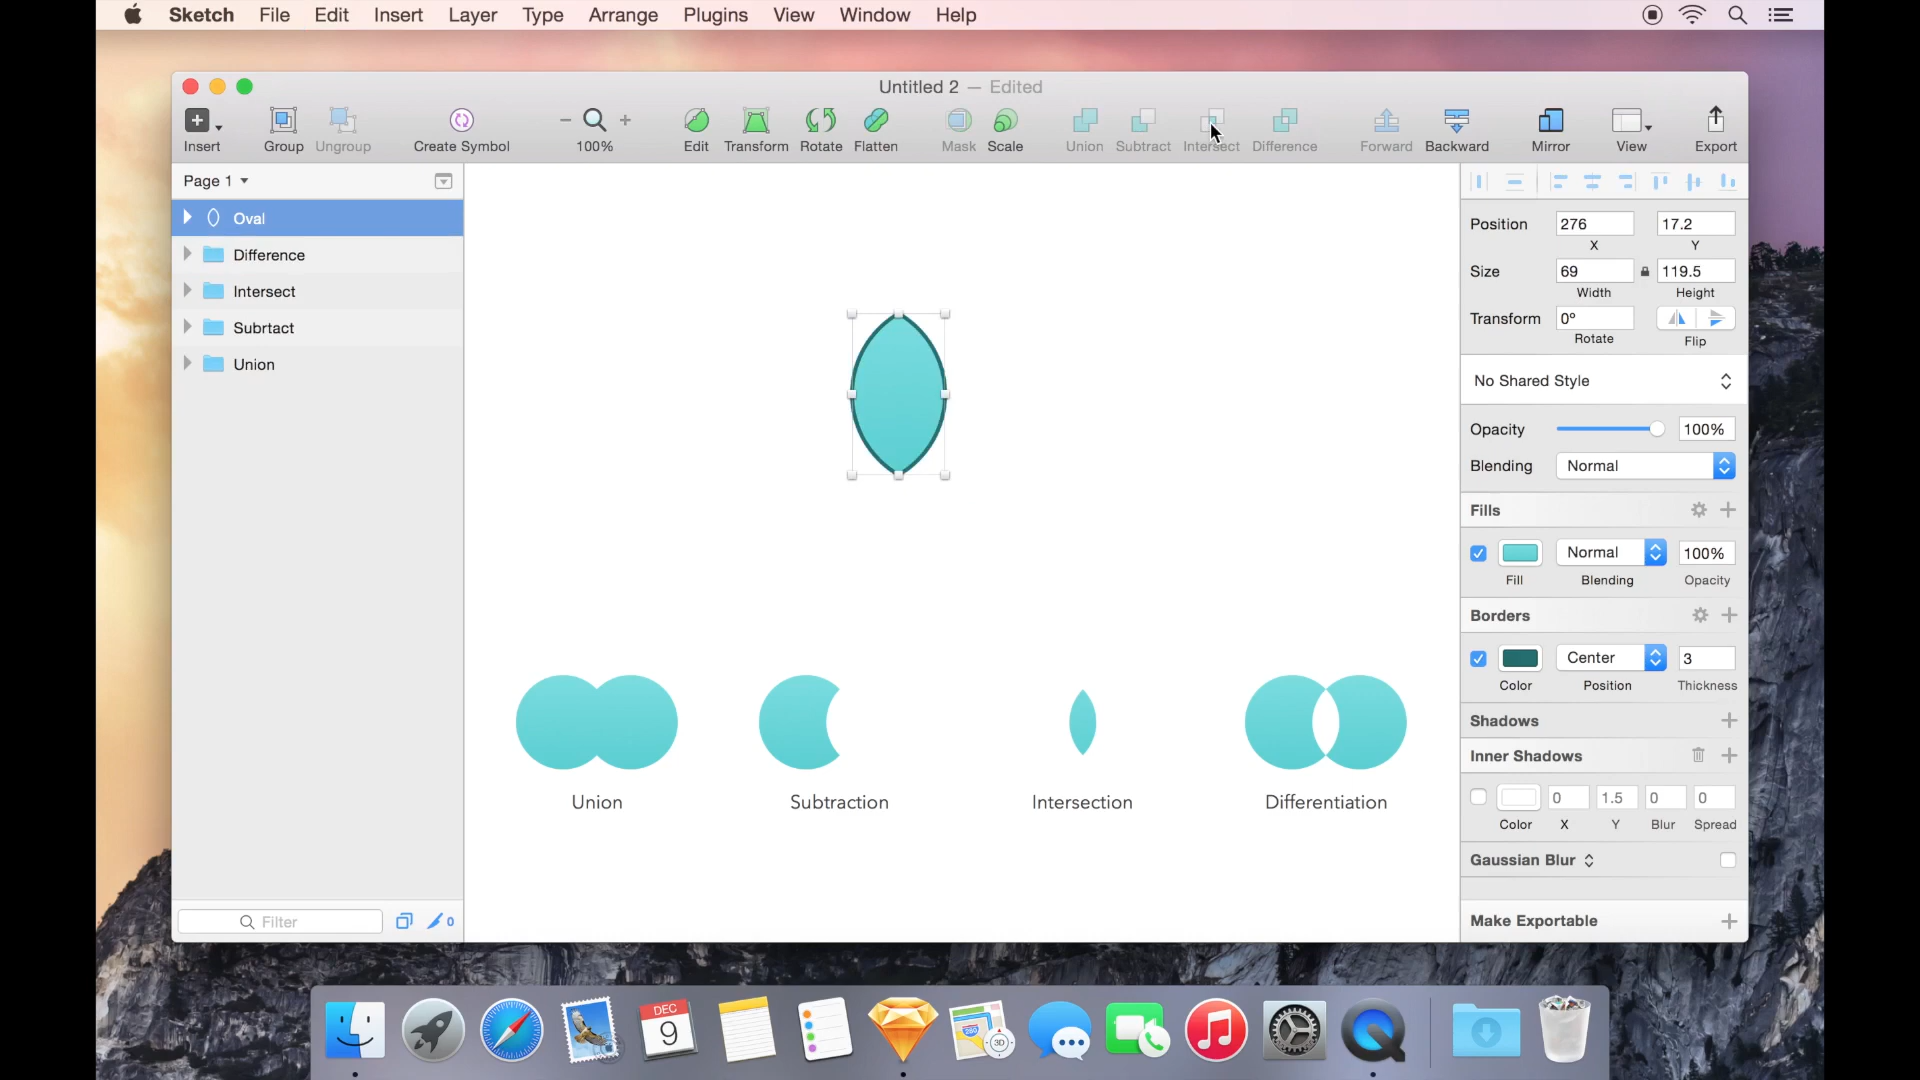 Sketch File Edit Insert Layer Type Arrange Plugins View Window Help
Untitled 2 — Edited
Insert Group Ungroup Create Symbol 100% Edit Transform Rotate Flatten Mask Scale Union Subtract Intersect Difference Forward Backward Mirror View Export
Page 1
Oval
Difference
Intersect
Subrtact
Union
Filter
0
Union
Subtraction
Intersection
Differentiation
Position 276 17.2
X Y
Size 69 119.5
Width Height
Transform 0°
Rotate Flip
No Shared Style
Opacity 100%
Blending Normal
Fills
Normal 100%
Fill Blending Opacity
Borders
Center 3
Color Position Thickness
Shadows
Inner Shadows
0 1.5 0 0
Color X Y Blur Spread
Gaussian Blur
Make Exportable
DEC
9
280
3D